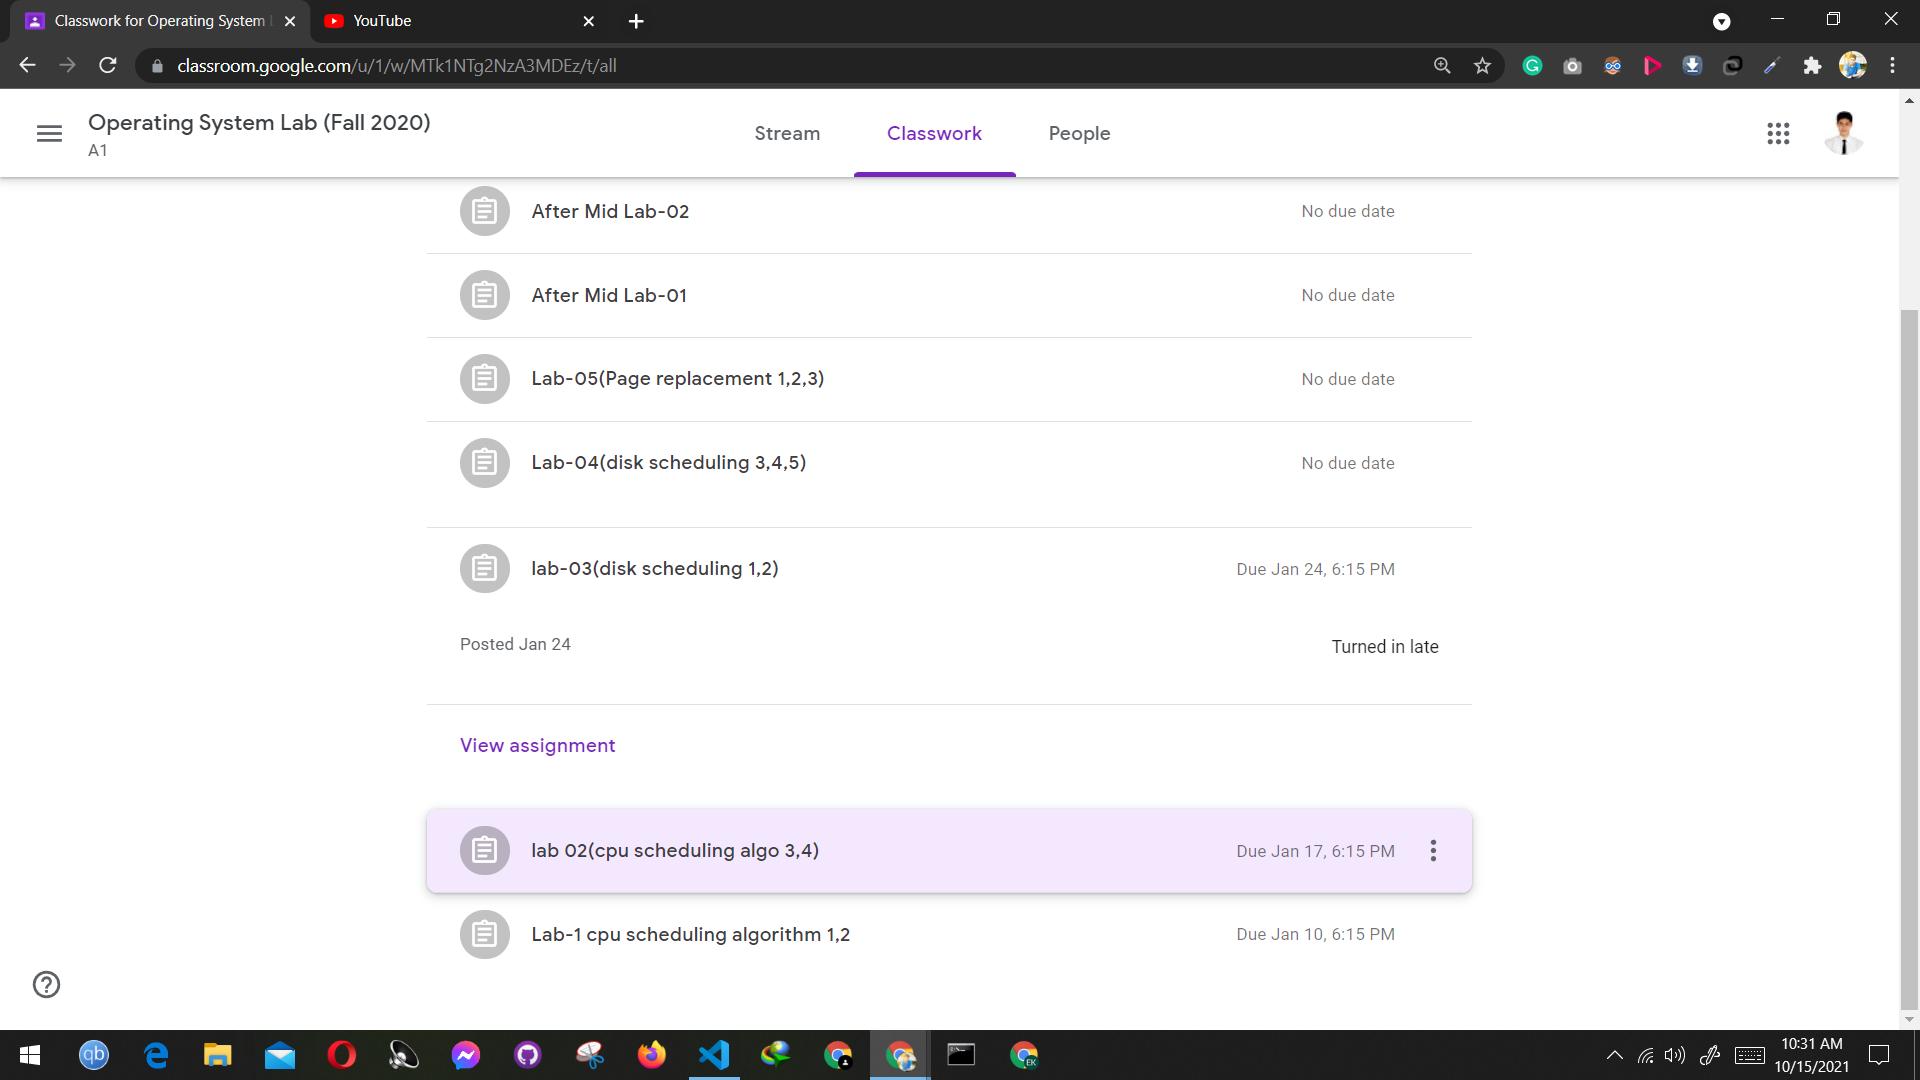 Classwork for Operating System L
YouTube
classroom.google.com/u/1/w/MTk1NTg2NzA3MDEz/t/all
Operating System Lab (Fall 2020)
A1
Stream
Classwork
People
After Mid Lab-02
No due date
After Mid Lab-01
No due date
Lab-05(Page replacement 1,2,3)
No due date
Lab-04(disk scheduling 3,4,5)
No due date
lab-03(disk scheduling 1,2)
Due Jan 24, 6:15 PM
Posted Jan 24
Turned in late
View assignment
lab 02(cpu scheduling algo 3,4)
Due Jan 17, 6:15 PM
Lab-1 cpu scheduling algorithm 1,2
Due Jan 10, 6:15 PM
qb
EK
10:31 AM
10/15/2021